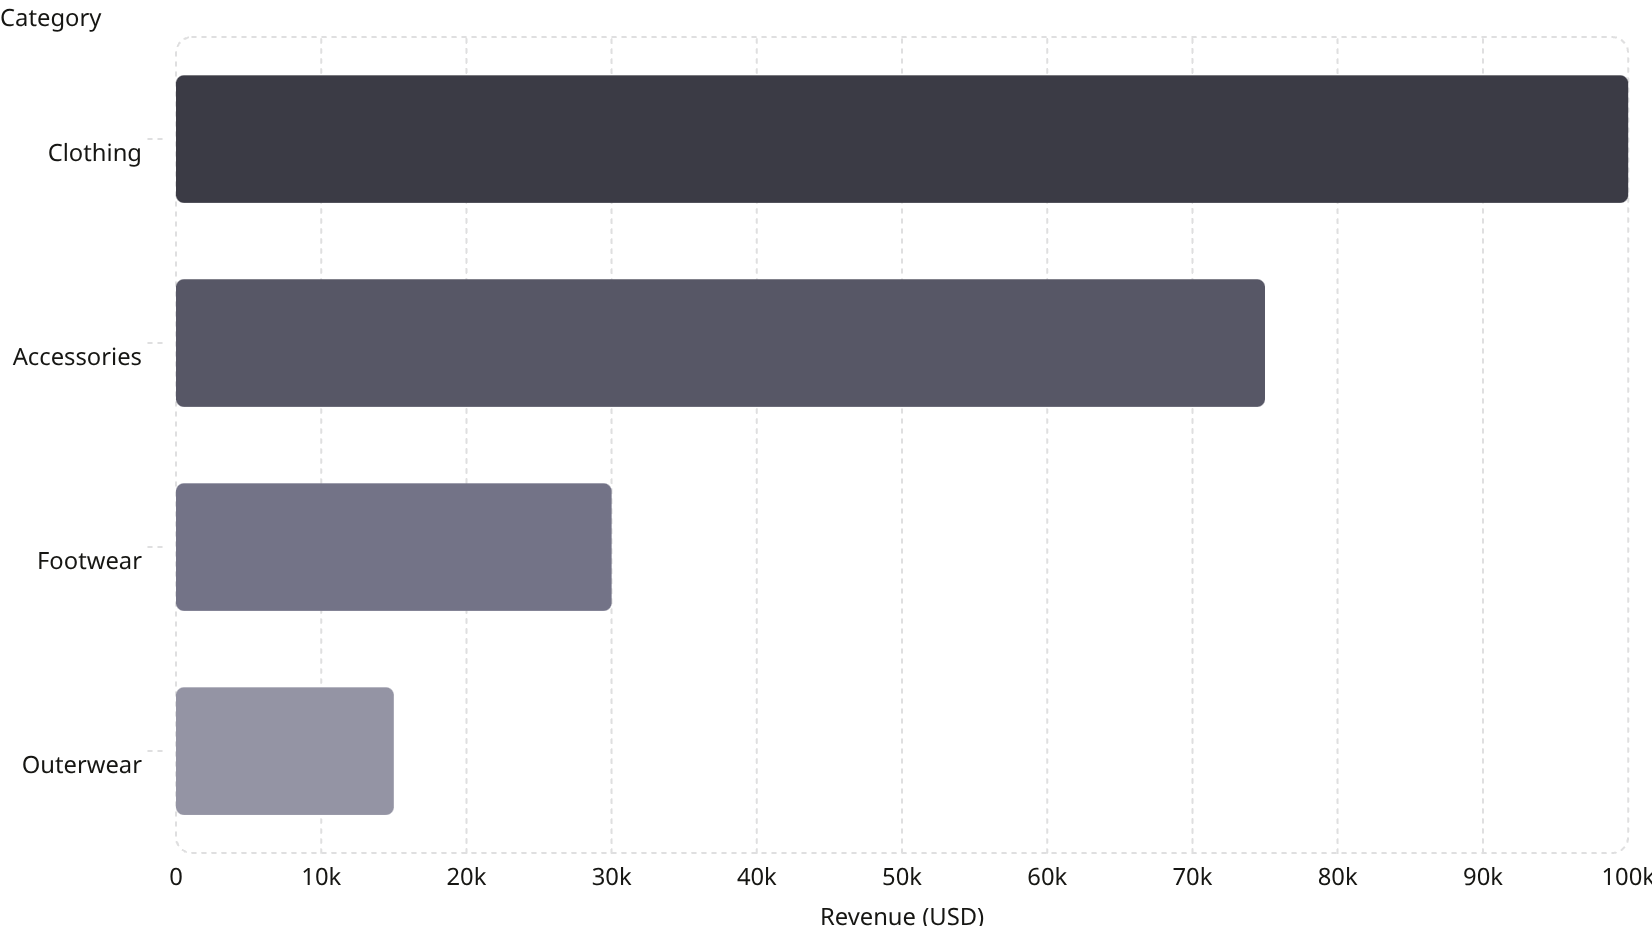 Category
Clothing
Accessories
Footwear
Outerwear
0 10k 20k 30k 40k 50k 60k 70k 80k 90k 100k
Revenue (USD)